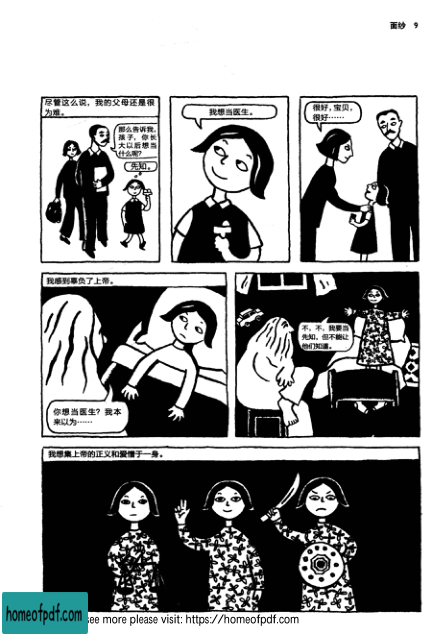 面纱 9
尽管这么说，我的父母还是很
为难。
那么告诉我，
孩子，你长
大以后想当
什么呢？
先知。
我想当医生。
很好，宝贝，
很好……
我感到辜负了上帝。
你想当医生？我本
来以为……
不，不，我要当
先知，但不能让
他们知道。
我想集上帝的正义和爱憎于一身。
homeofpdf.com
see more please visit: https://homeofpdf.com